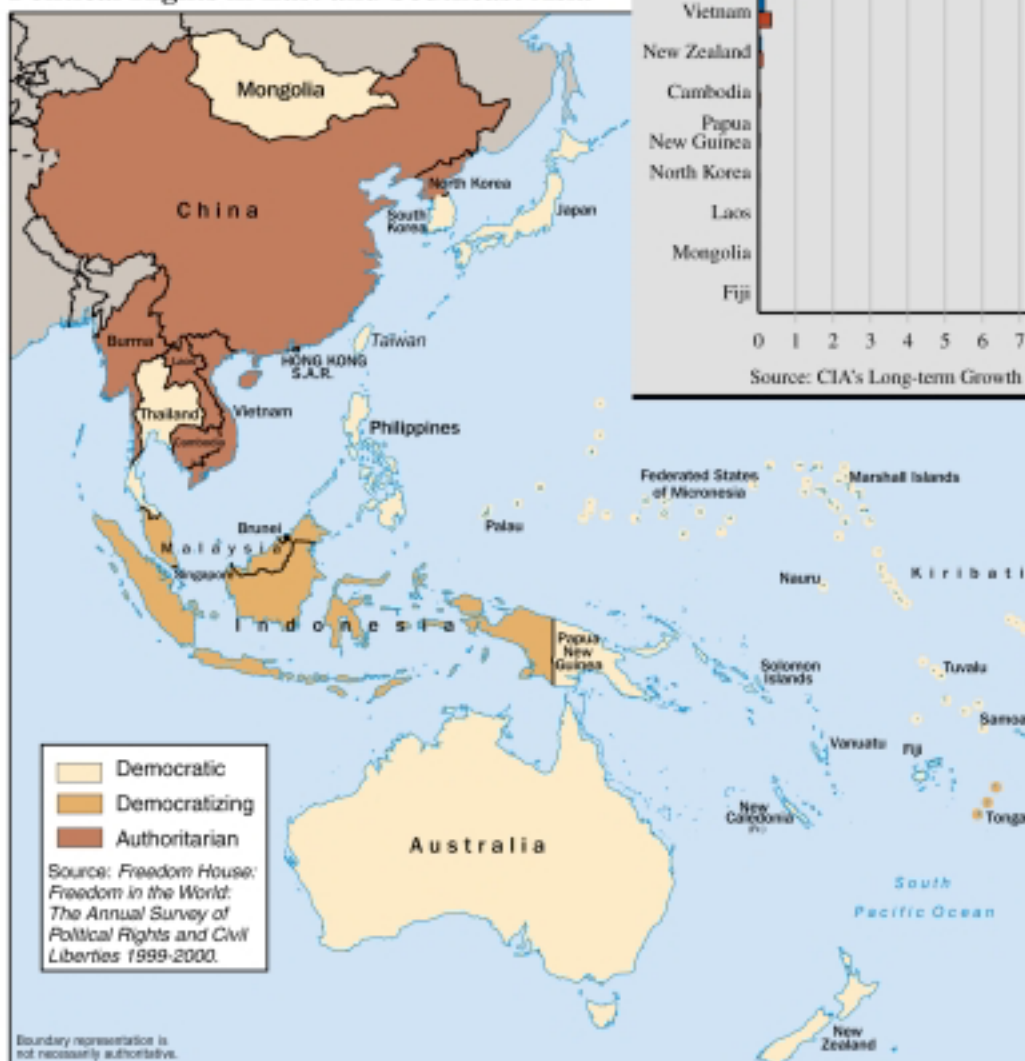 Vietnam
New Zealand
Cambodia
Papua
New Guinea
North Korea
Laos
Mongolia
Fiji
0 1 2 3 4 5 6 7
Source: CIA's Long-term Growth
Mongolia
China
North Korea
South
Korea
Japan
Burma
Laos
Taiwan
HONG KONG
S.A.R.
Thailand
Vietnam
Cambodia
Philippines
Federated States
of Micronesia
Marshall Islands
Palau
Brunei
Malaysia
Singapore
Nauru
Kiribati
Indonesia
Papua
New
Guinea
Solomon
Islands
Tuvalu
Samoa
Vanuatu
Fiji
New
Caledonia
(Fr.)
Tonga
Australia
South
Pacific Ocean
New
Zealand
Democratic
Democratizing
Authoritarian
Source: Freedom House:
Freedom in the World:
The Annual Survey of
Political Rights and Civil
Liberties 1999-2000.
Boundary representation is
not necessarily authoritative.